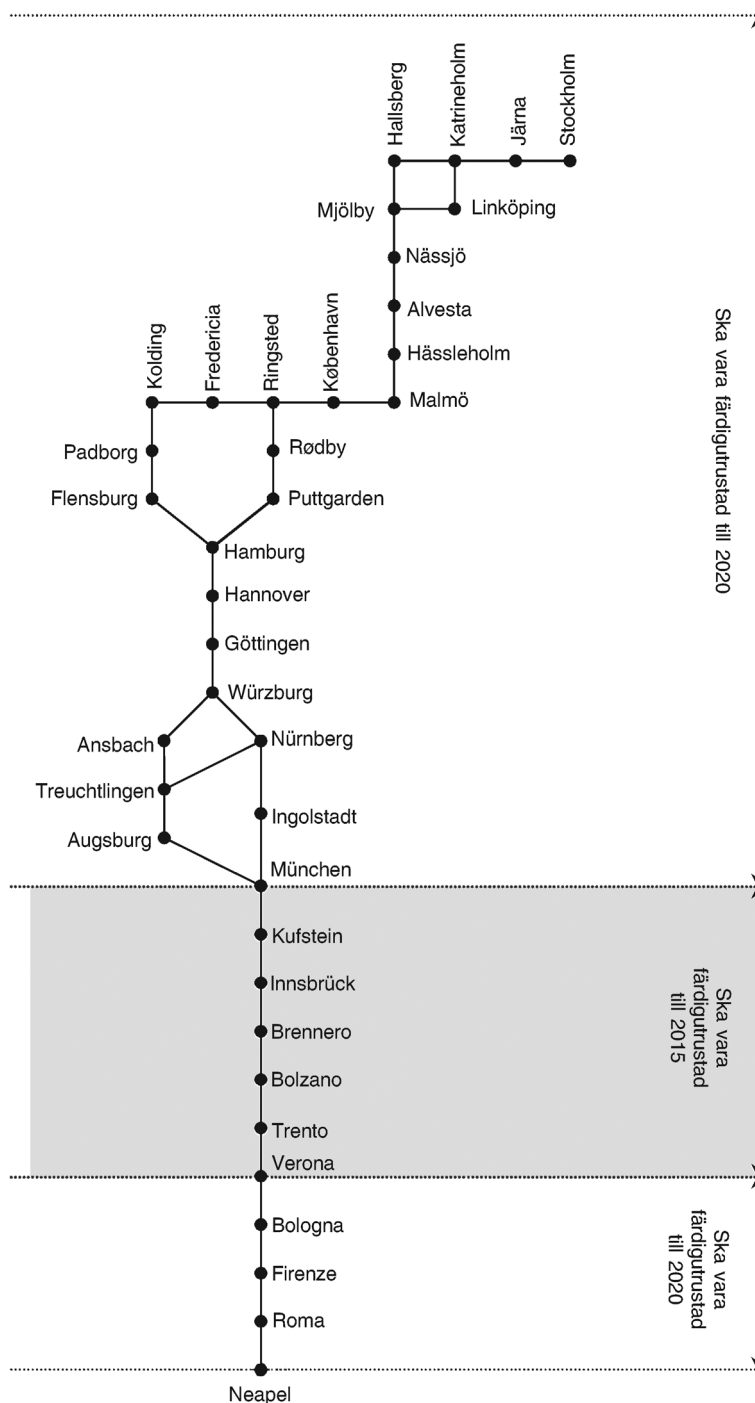 Hallsberg
Katrineholm
Järna
Stockholm
Mjölby
Linköping
Nässjö
Alvesta
Hässleholm
Malmö
Kolding
Fredericia
Ringsted
København
Padborg
Rødby
Flensburg
Puttgarden
Hamburg
Hannover
Göttingen
Würzburg
Ansbach
Nürnberg
Treuchtlingen
Ingolstadt
Augsburg
München
Ska vara färdigutrustad till 2020
Kufstein
Innsbrück
Brennero
Bolzano
Trento
Verona
Ska vara
färdigutrustad
till 2015
Bologna
Firenze
Roma
Neapel
Ska vara
färdigutrustad
till 2020